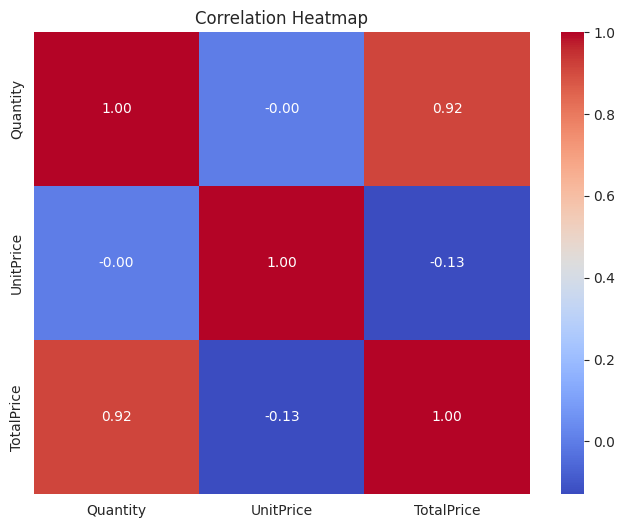 Correlation Heatmap
Quantity
1.00
-0.00
0.92
UnitPrice
-0.00
1.00
-0.13
TotalPrice
0.92
-0.13
1.00
Quantity
UnitPrice
TotalPrice
1.0
0.8
0.6
0.4
0.2
0.0